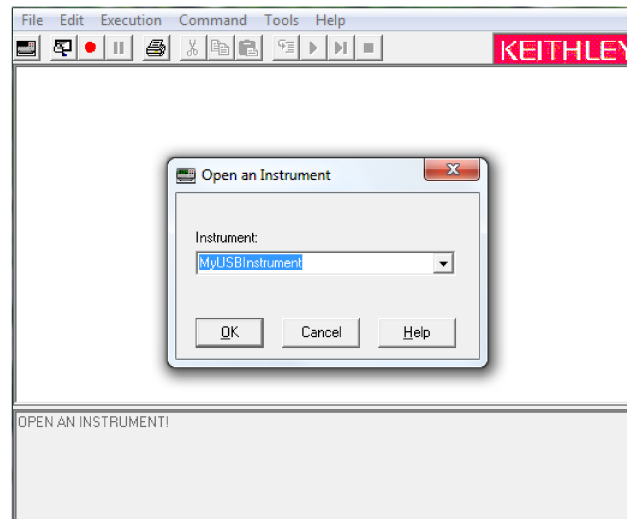 File Edit Execution Command Tools Help
KEITHLEY
Open an Instrument
Instrument:
MyUSBInstrument
OK Cancel Help
OPEN AN INSTRUMENT!